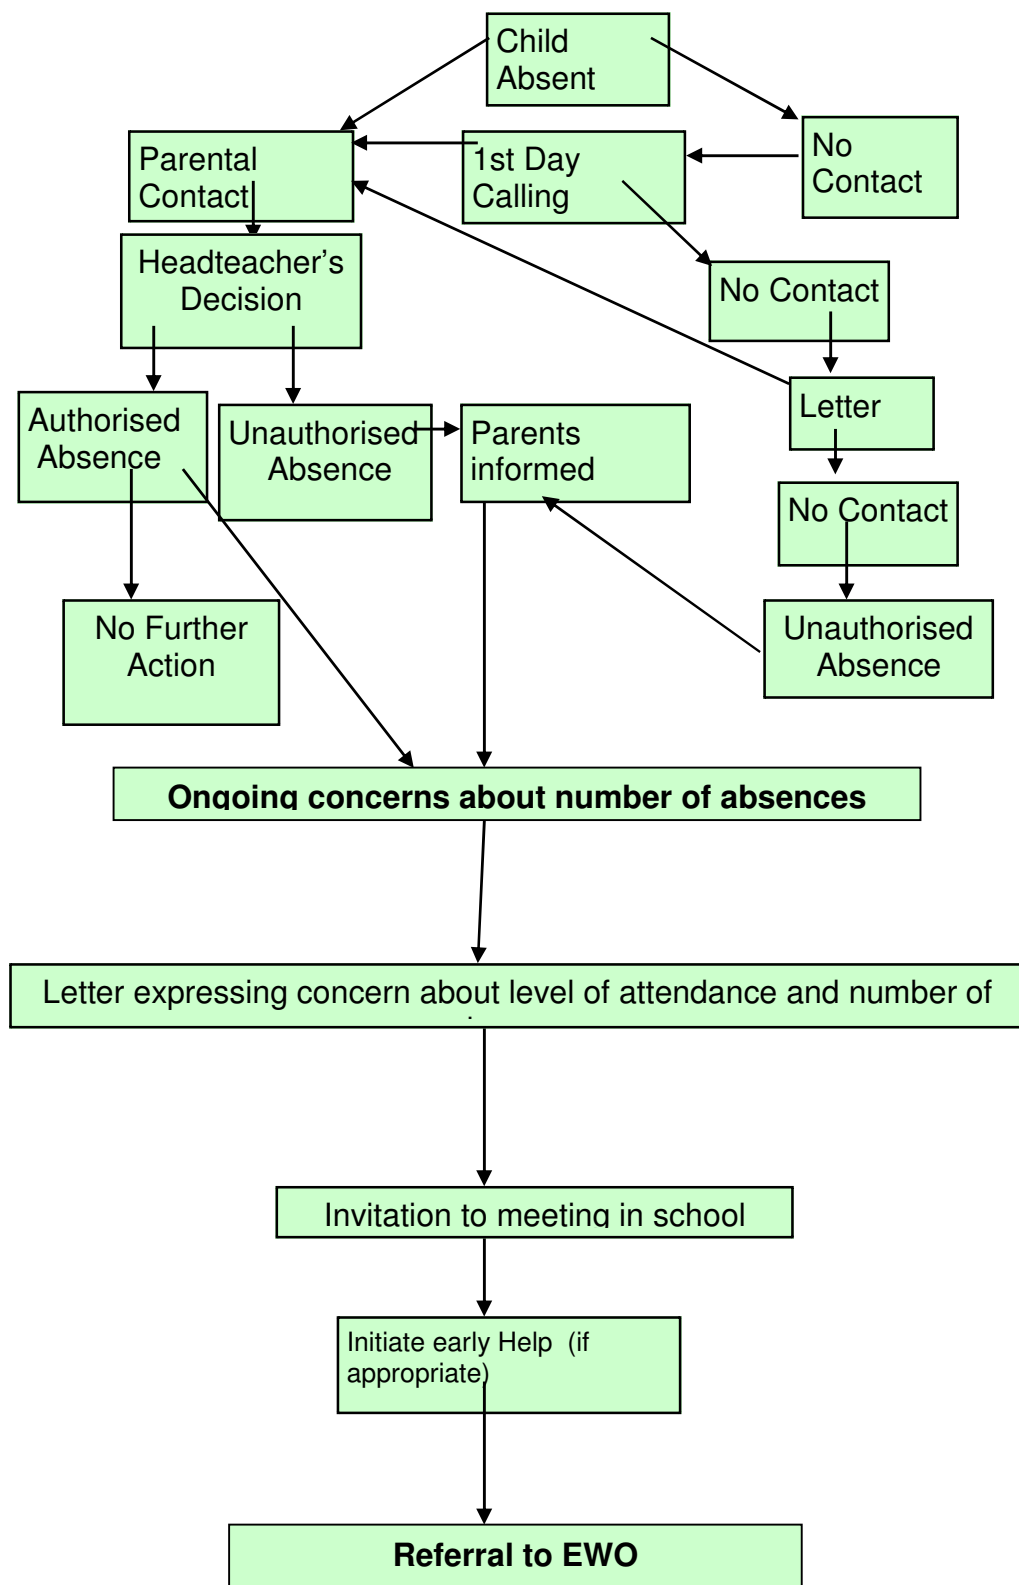 Child
Absent
Parental
Contact
1st Day
Calling
No
Contact
Headteacher's
Decision
No Contact
Authorised
Absence
Unauthorised
Absence
Parents
informed
Letter
No Contact
No Further
Action
Unauthorised
Absence
Ongoing concerns about number of absences
Letter expressing concern about level of attendance and number of
Invitation to meeting in school
Initiate early Help (if
appropriate)
Referral to EWO